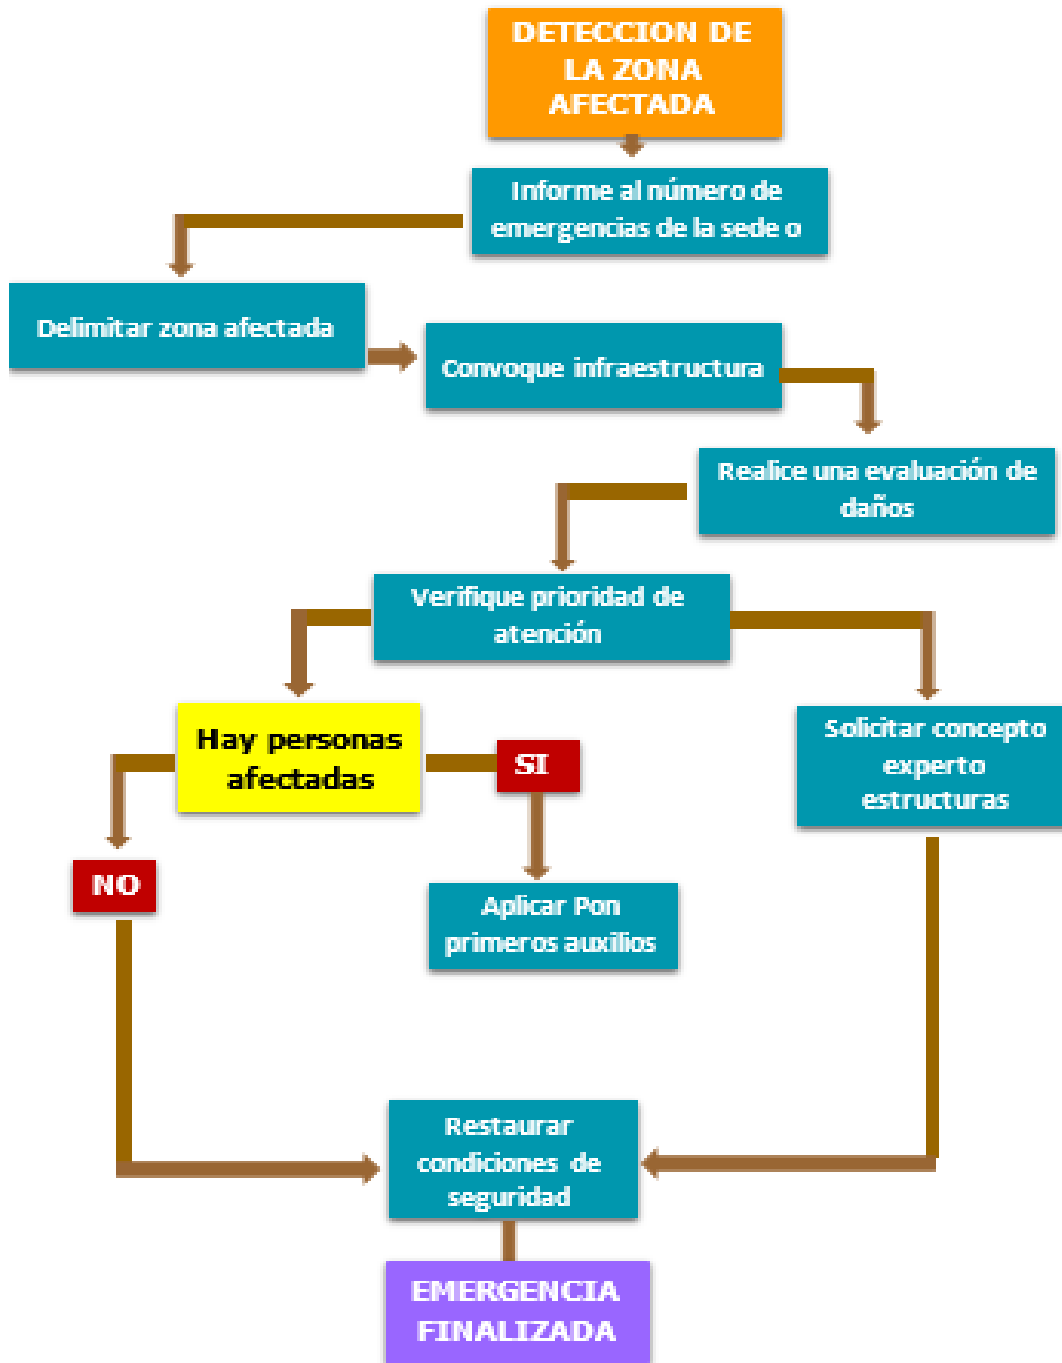 DETECCION DE
LA ZONA
AFECTADA
Informe al número de
emergencias de la sede o
Delimitar zona afectada
Convoque infraestructura
Realice una evaluación de
daños
Verifique prioridad de
atención
Hay personas
afectadas
SI
Solicitar concepto
experto
estructuras
NO
Aplicar Pon
primeros auxilios
Restaurar
condiciones de
seguridad
EMERGENCIA
FINALIZADA